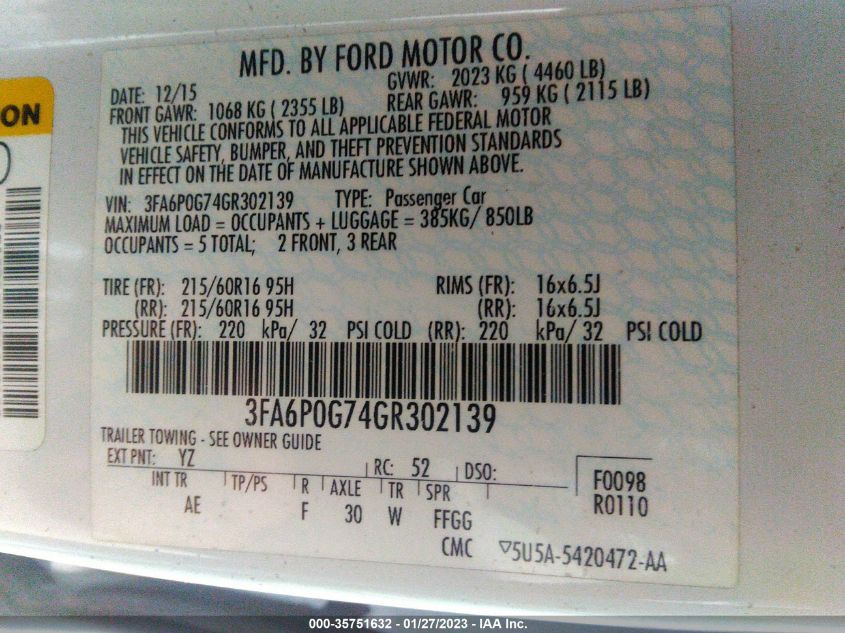 MFD. BY FORD MOTOR CO.
DATE: 12/15 GVWR: 2023 KG ( 4460 LB)
FRONT GAWR: 1068 KG ( 2355 LB) REAR GAWR: 959 KG ( 2115 LB)
THIS VEHICLE CONFORMS TO ALL APPLICABLE FEDERAL MOTOR
VEHICLE SAFETY, BUMPER, AND THEFT PREVENTION STANDARDS
IN EFFECT ON THE DATE OF MANUFACTURE SHOWN ABOVE.
VIN: 3FA6P0G74GR302139 TYPE: Passenger Car
MAXIMUM LOAD = OCCUPANTS + LUGGAGE = 385KG/ 850LB
OCCUPANTS = 5 TOTAL; 2 FRONT, 3 REAR
TIRE (FR): 215/60R16 95H RIMS (FR): 16x6.5J
(RR): 215/60R16 95H (RR): 16x6.5J
PRESSURE (FR): 220 kPa/ 32 PSI COLD (RR): 220 kPa/ 32 PSI COLD
3FA6P0G74GR302139
TRAILER TOWING - SEE OWNER GUIDE
EXT PNT: YZ RC: 52 DSO:
INT TR TP/PS R AXLE TR SPR
AE F 30 W FFGG
F0098
R0110
CMC ▽5U5A-5420472-AA
ON
000-35751632 - 01/27/2023 - IAA Inc.